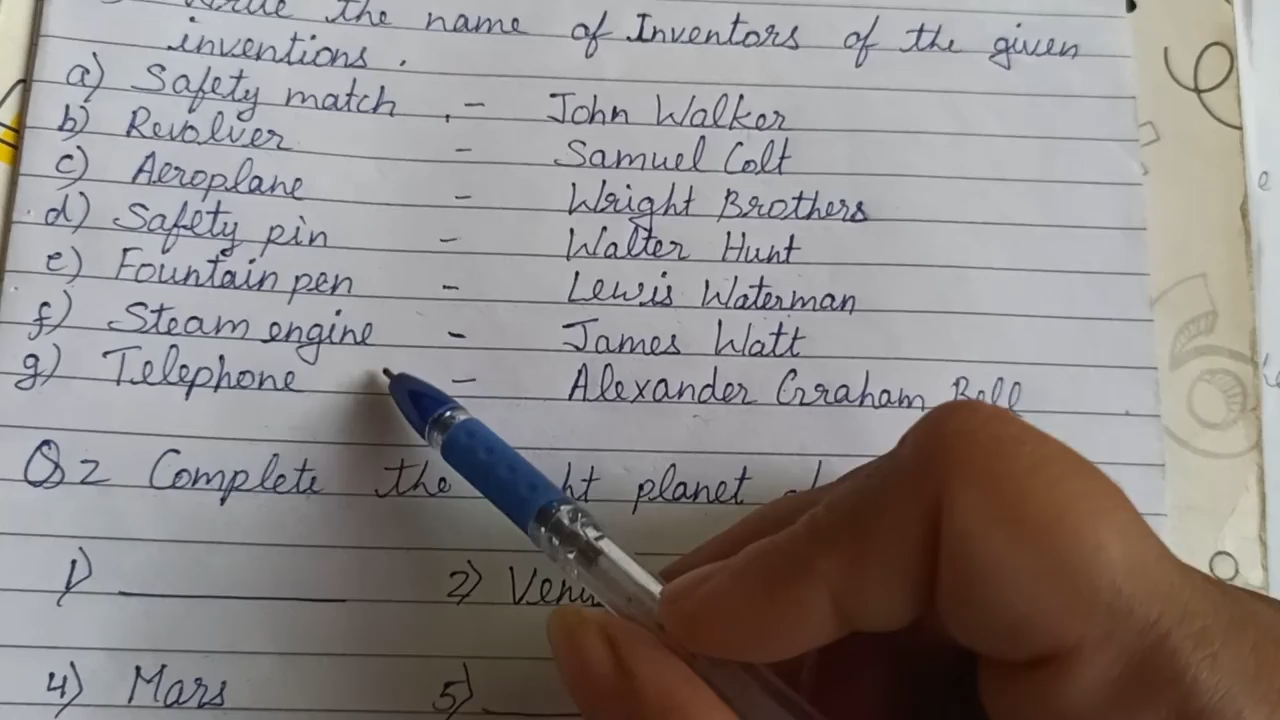 Write the name of Inventors of the given
inventions.
a) Safety match - John Walker
b) Revolver - Samuel Colt
c) Aeroplane - Wright Brothers
d) Safety pin - Walter Hunt
e) Fountain pen - Lewis Waterman
f) Steam engine - James Watt
g) Telephone - Alexander Graham Bell
Q2 Complete the planet
1) 2)
4) Mars 5)